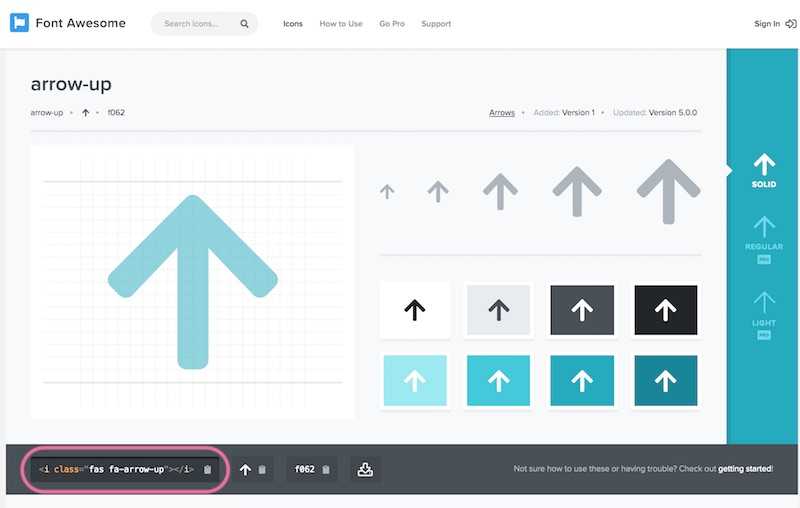 Font Awesome
Search icons...
Icons
How to Use
Go Pro
Support
Sign In
arrow-up
arrow-up • • f062
Arrows • Added: Version 1 • Updated: Version 5.0.0
SOLID
REGULAR
PRO
LIGHT
PRO
<i class="fas fa-arrow-up"></i>
f062
Not sure how to use these or having trouble? Check out getting started!